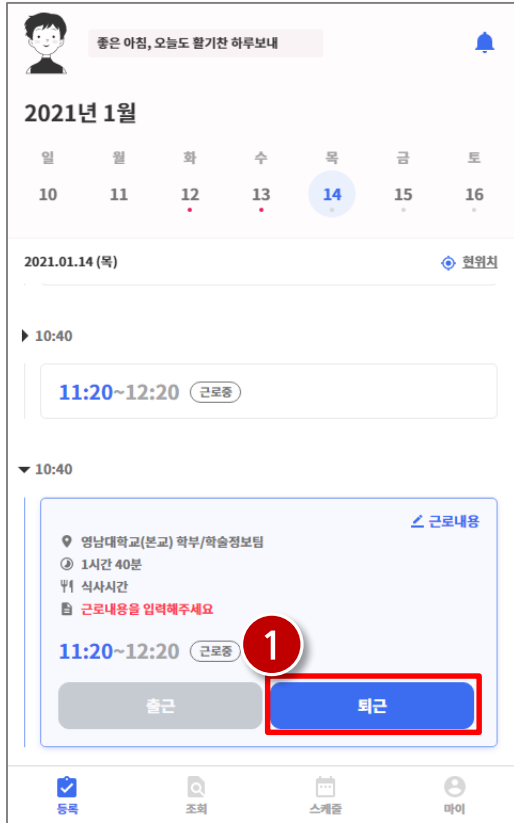 좋은 아침, 오늘도 활기찬 하루보내
2021년 1월
일 월 화 수 목 금 토
10 11 12 13 14 15 16
2021.01.14 (목) 현위치
10:40
11:20~12:20 근로중
10:40
근로내용
영남대학교(본교) 학부/학술정보팀
1시간 40분
식사시간
근로내용을 입력해주세요
11:20~12:20 근로중
1
출근 퇴근
등록 조회 스케줄 마이